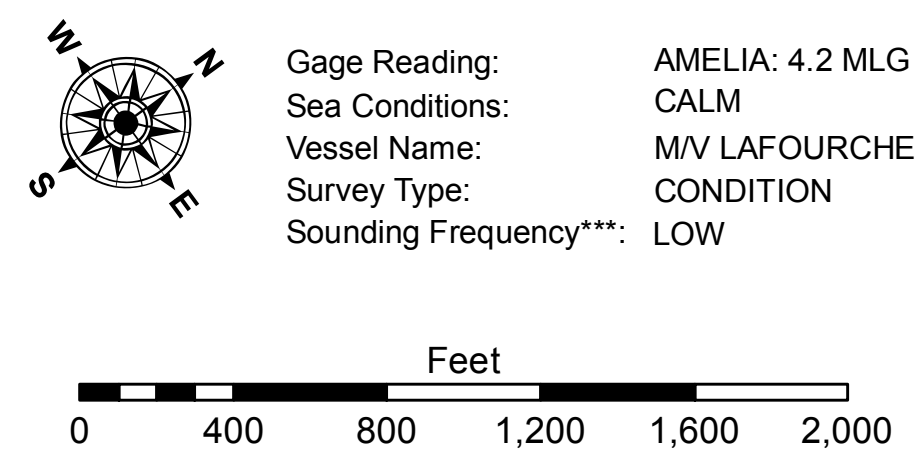 W
N
S
E
Gage Reading: AMELIA: 4.2 MLG
Sea Conditions: CALM
Vessel Name: M/V LAFOURCHE
Survey Type: CONDITION
Sounding Frequency***: LOW
Feet
0 400 800 1,200 1,600 2,000